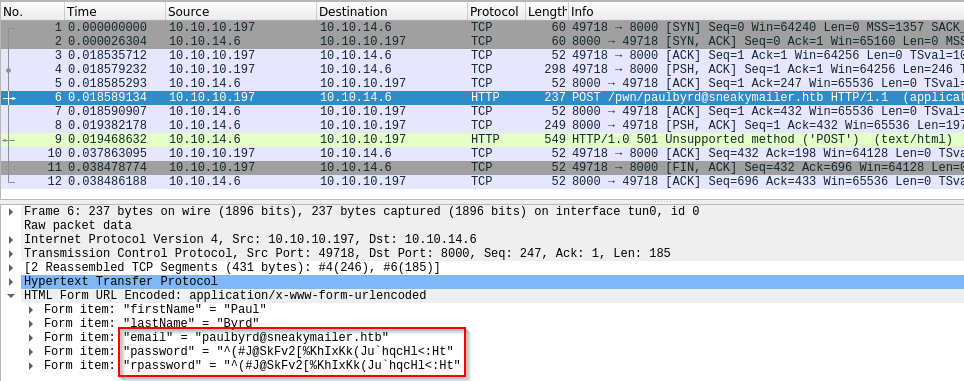 No. Time Source Destination Protocol Length Info
1 0.000000000 10.10.10.197 10.10.14.6 TCP 60 49718 → 8000 [SYN] Seq=0 Win=64240 Len=0 MSS=1357 SACK_
2 0.000026304 10.10.14.6 10.10.10.197 TCP 60 8000 → 49718 [SYN, ACK] Seq=0 Ack=1 Win=65160 Len=0 MSS
3 0.018535712 10.10.10.197 10.10.14.6 TCP 52 49718 → 8000 [ACK] Seq=1 Ack=1 Win=64256 Len=0 TSval=10
4 0.018579232 10.10.10.197 10.10.14.6 TCP 298 49718 → 8000 [PSH, ACK] Seq=1 Ack=1 Win=64256 Len=246 T
5 0.018585293 10.10.14.6 10.10.10.197 TCP 52 8000 → 49718 [ACK] Seq=1 Ack=247 Win=65536 Len=0 TSval
6 0.018589134 10.10.10.197 10.10.14.6 HTTP 237 POST /pwn/paulbyrd@sneakymailer.htb HTTP/1.1 (applicat
7 0.018590907 10.10.14.6 10.10.10.197 TCP 52 8000 → 49718 [ACK] Seq=1 Ack=432 Win=65536 Len=0 TSval
8 0.019382178 10.10.14.6 10.10.10.197 TCP 249 8000 → 49718 [PSH, ACK] Seq=1 Ack=432 Win=65536 Len=197
9 0.019468632 10.10.14.6 10.10.10.197 HTTP 549 HTTP/1.0 501 Unsupported method ('POST') (text/html)
10 0.037863095 10.10.10.197 10.10.14.6 TCP 52 49718 → 8000 [ACK] Seq=432 Ack=198 Win=64128 Len=0 TSva
11 0.038478774 10.10.10.197 10.10.14.6 TCP 52 49718 → 8000 [FIN, ACK] Seq=432 Ack=696 Win=64128 Len=0
12 0.038486188 10.10.14.6 10.10.10.197 TCP 52 8000 → 49718 [ACK] Seq=696 Ack=433 Win=65536 Len=0 TSva
Frame 6: 237 bytes on wire (1896 bits), 237 bytes captured (1896 bits) on interface tun0, id 0
Raw packet data
Internet Protocol Version 4, Src: 10.10.10.197, Dst: 10.10.14.6
Transmission Control Protocol, Src Port: 49718, Dst Port: 8000, Seq: 247, Ack: 1, Len: 185
[2 Reassembled TCP Segments (431 bytes): #4(246), #6(185)]
Hypertext Transfer Protocol
HTML Form URL Encoded: application/x-www-form-urlencoded
Form item: "firstName" = "Paul"
Form item: "lastName" = "Byrd"
Form item: "email" = "paulbyrd@sneakymailer.htb"
Form item: "password" = "^(#J@SkFv2[%KhIxKk(Ju`hqcHl<:Ht"
Form item: "rpassword" = "^(#J@SkFv2[%KhIxKk(Ju`hqcHl<:Ht"